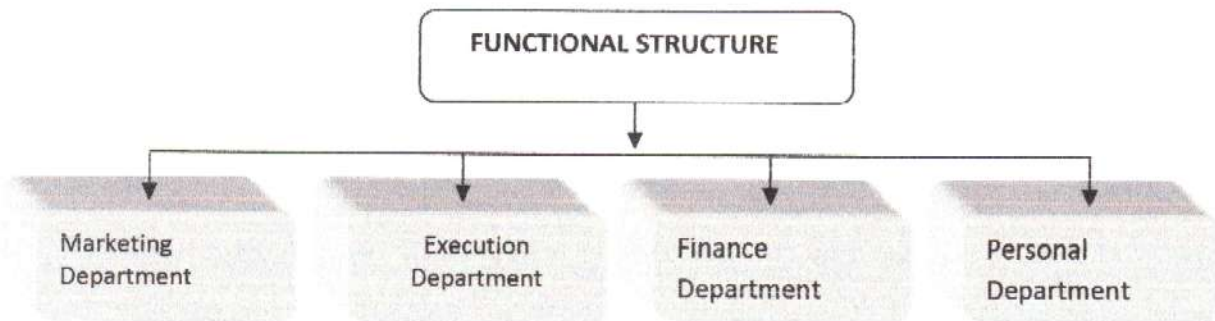 FUNCTIONAL STRUCTURE
Marketing
Department
Execution
Department
Finance
Department
Personal
Department